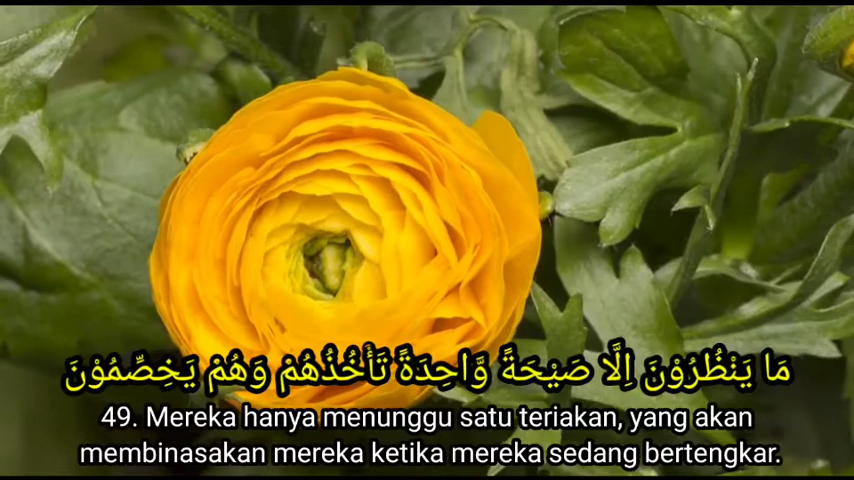 مَا يَنْظُرُوْنَ اِلَّا صَيْحَةً وَّاحِدَةً تَأْخُذُهُمْ وَهُمْ يَخِصِّمُوْنَ
49. Mereka hanya menunggu satu teriakan, yang akan
membinasakan mereka ketika mereka sedang bertengkar.